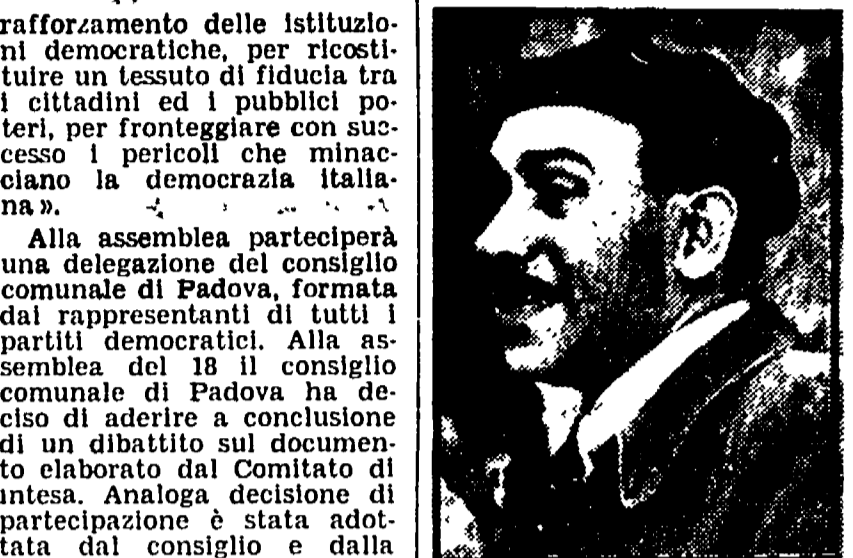 rafforzamento delle istituzio-
ni democratiche, per ricosti-
tuire un tessuto di fiducia tra
i cittadini ed i pubblici po-
teri, per fronteggiare con suc-
cesso i pericoli che minac-
ciano la democrazia italia-
na».
Alla assemblea parteciperà
una delegazione del consiglio
comunale di Padova, formata
dai rappresentanti di tutti i
partiti democratici. Alla as-
semblea del 18 il consiglio
comunale di Padova ha de-
ciso di aderire a conclusione
di un dibattito sul documen-
to elaborato dal Comitato di
intesa. Analoga decisione di
partecipazione è stata adot-
tata dal consiglio e dalla